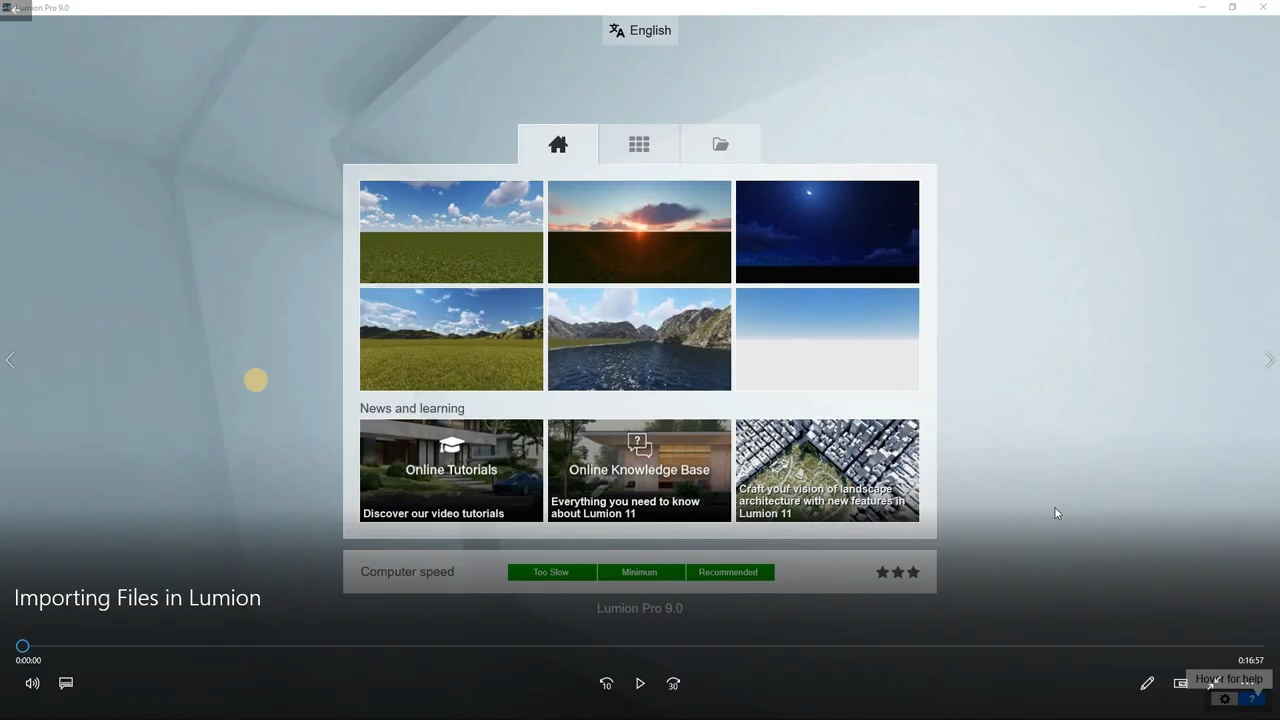 Lumion Pro 9.0
English
News and learning
Online Tutorials
Discover our video tutorials
Online Knowledge Base
Everything you need to know
about Lumion 11
Craft your vision of landscape
architecture with new features in
Lumion 11
Computer speed
Too Slow
Minimum
Recommended
Lumion Pro 9.0
Importing Files in Lumion
0:00:00
0:16:57
10
30
Hover for help
?